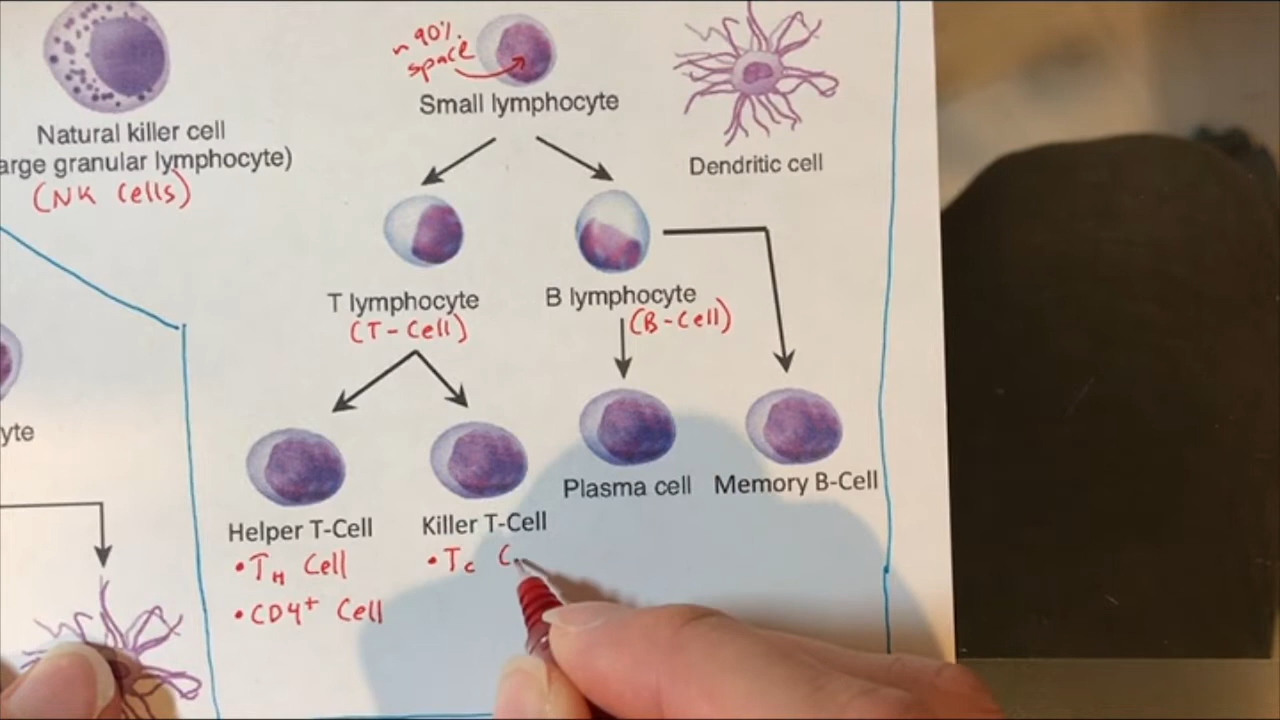 ~90%
space
Small lymphocyte
Natural killer cell
arge granular lymphocyte)
(NK Cells)
Dendritic cell
T lymphocyte
(T-Cell)
B lymphocyte
(B-Cell)
yte
Plasma cell
Memory B-Cell
Helper T-Cell
• TH Cell
• CD4+ Cell
Killer T-Cell
• Tc C